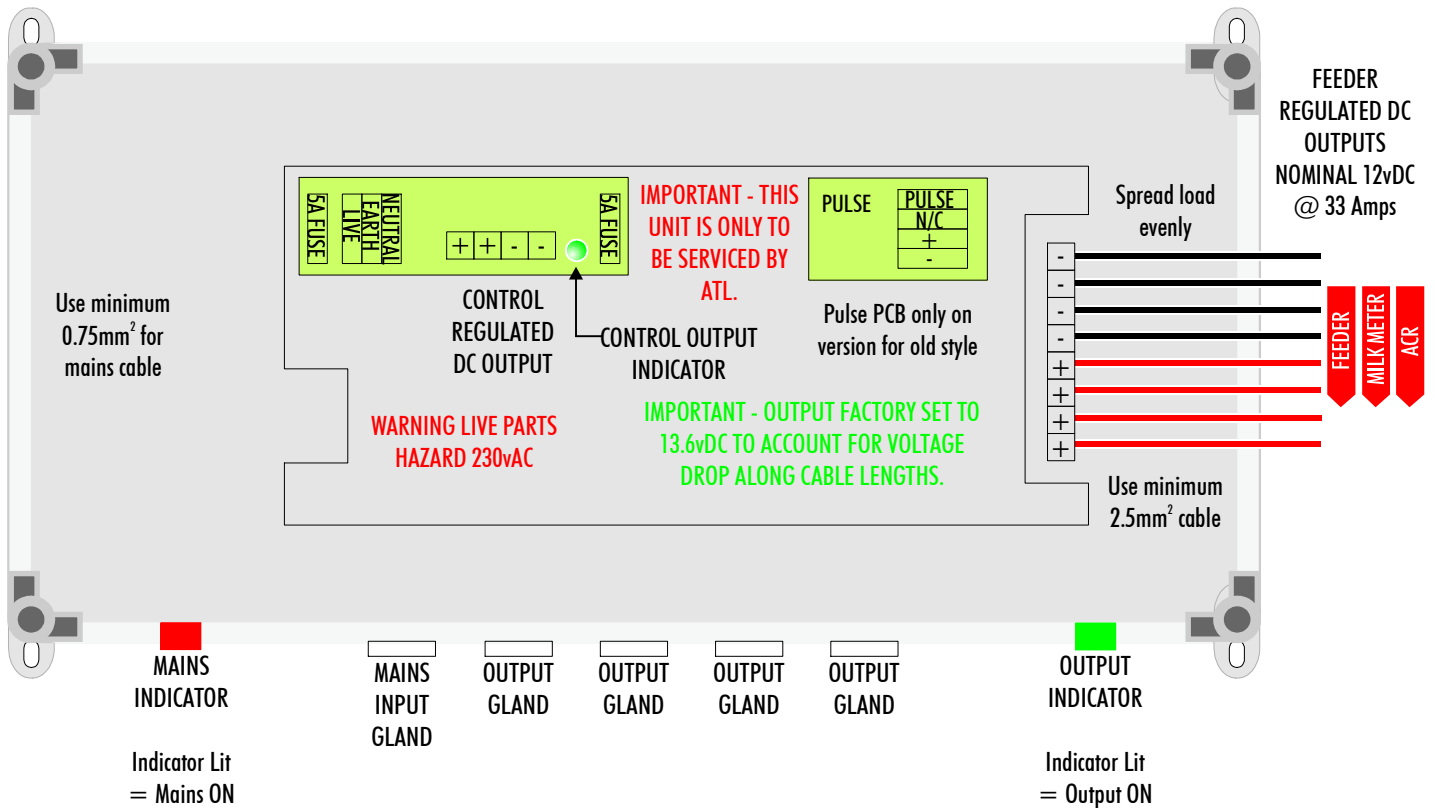 FEEDER
REGULATED DC
OUTPUTS
NOMINAL 12vDC
@ 33 Amps
5A FUSE
NEUTRAL
EARTH
LIVE
+ + - -
5A FUSE
IMPORTANT - THIS
UNIT IS ONLY TO
BE SERVICED BY
ATL.
PULSE
PULSE
N/C
+
-
Spread load
evenly
Use minimum
0.75mm² for
mains cable
CONTROL
REGULATED
DC OUTPUT
CONTROL OUTPUT
INDICATOR
Pulse PCB only on
version for old style
-
-
-
-
+
+
+
+
FEEDER
MILK METER
ACR
WARNING LIVE PARTS
HAZARD 230vAC
IMPORTANT - OUTPUT FACTORY SET TO
13.6vDC TO ACCOUNT FOR VOLTAGE
DROP ALONG CABLE LENGTHS.
Use minimum
2.5mm² cable
MAINS
INDICATOR
Indicator Lit
= Mains ON
MAINS
INPUT
GLAND
OUTPUT
GLAND
OUTPUT
GLAND
OUTPUT
GLAND
OUTPUT
GLAND
OUTPUT
INDICATOR
Indicator Lit
= Output ON